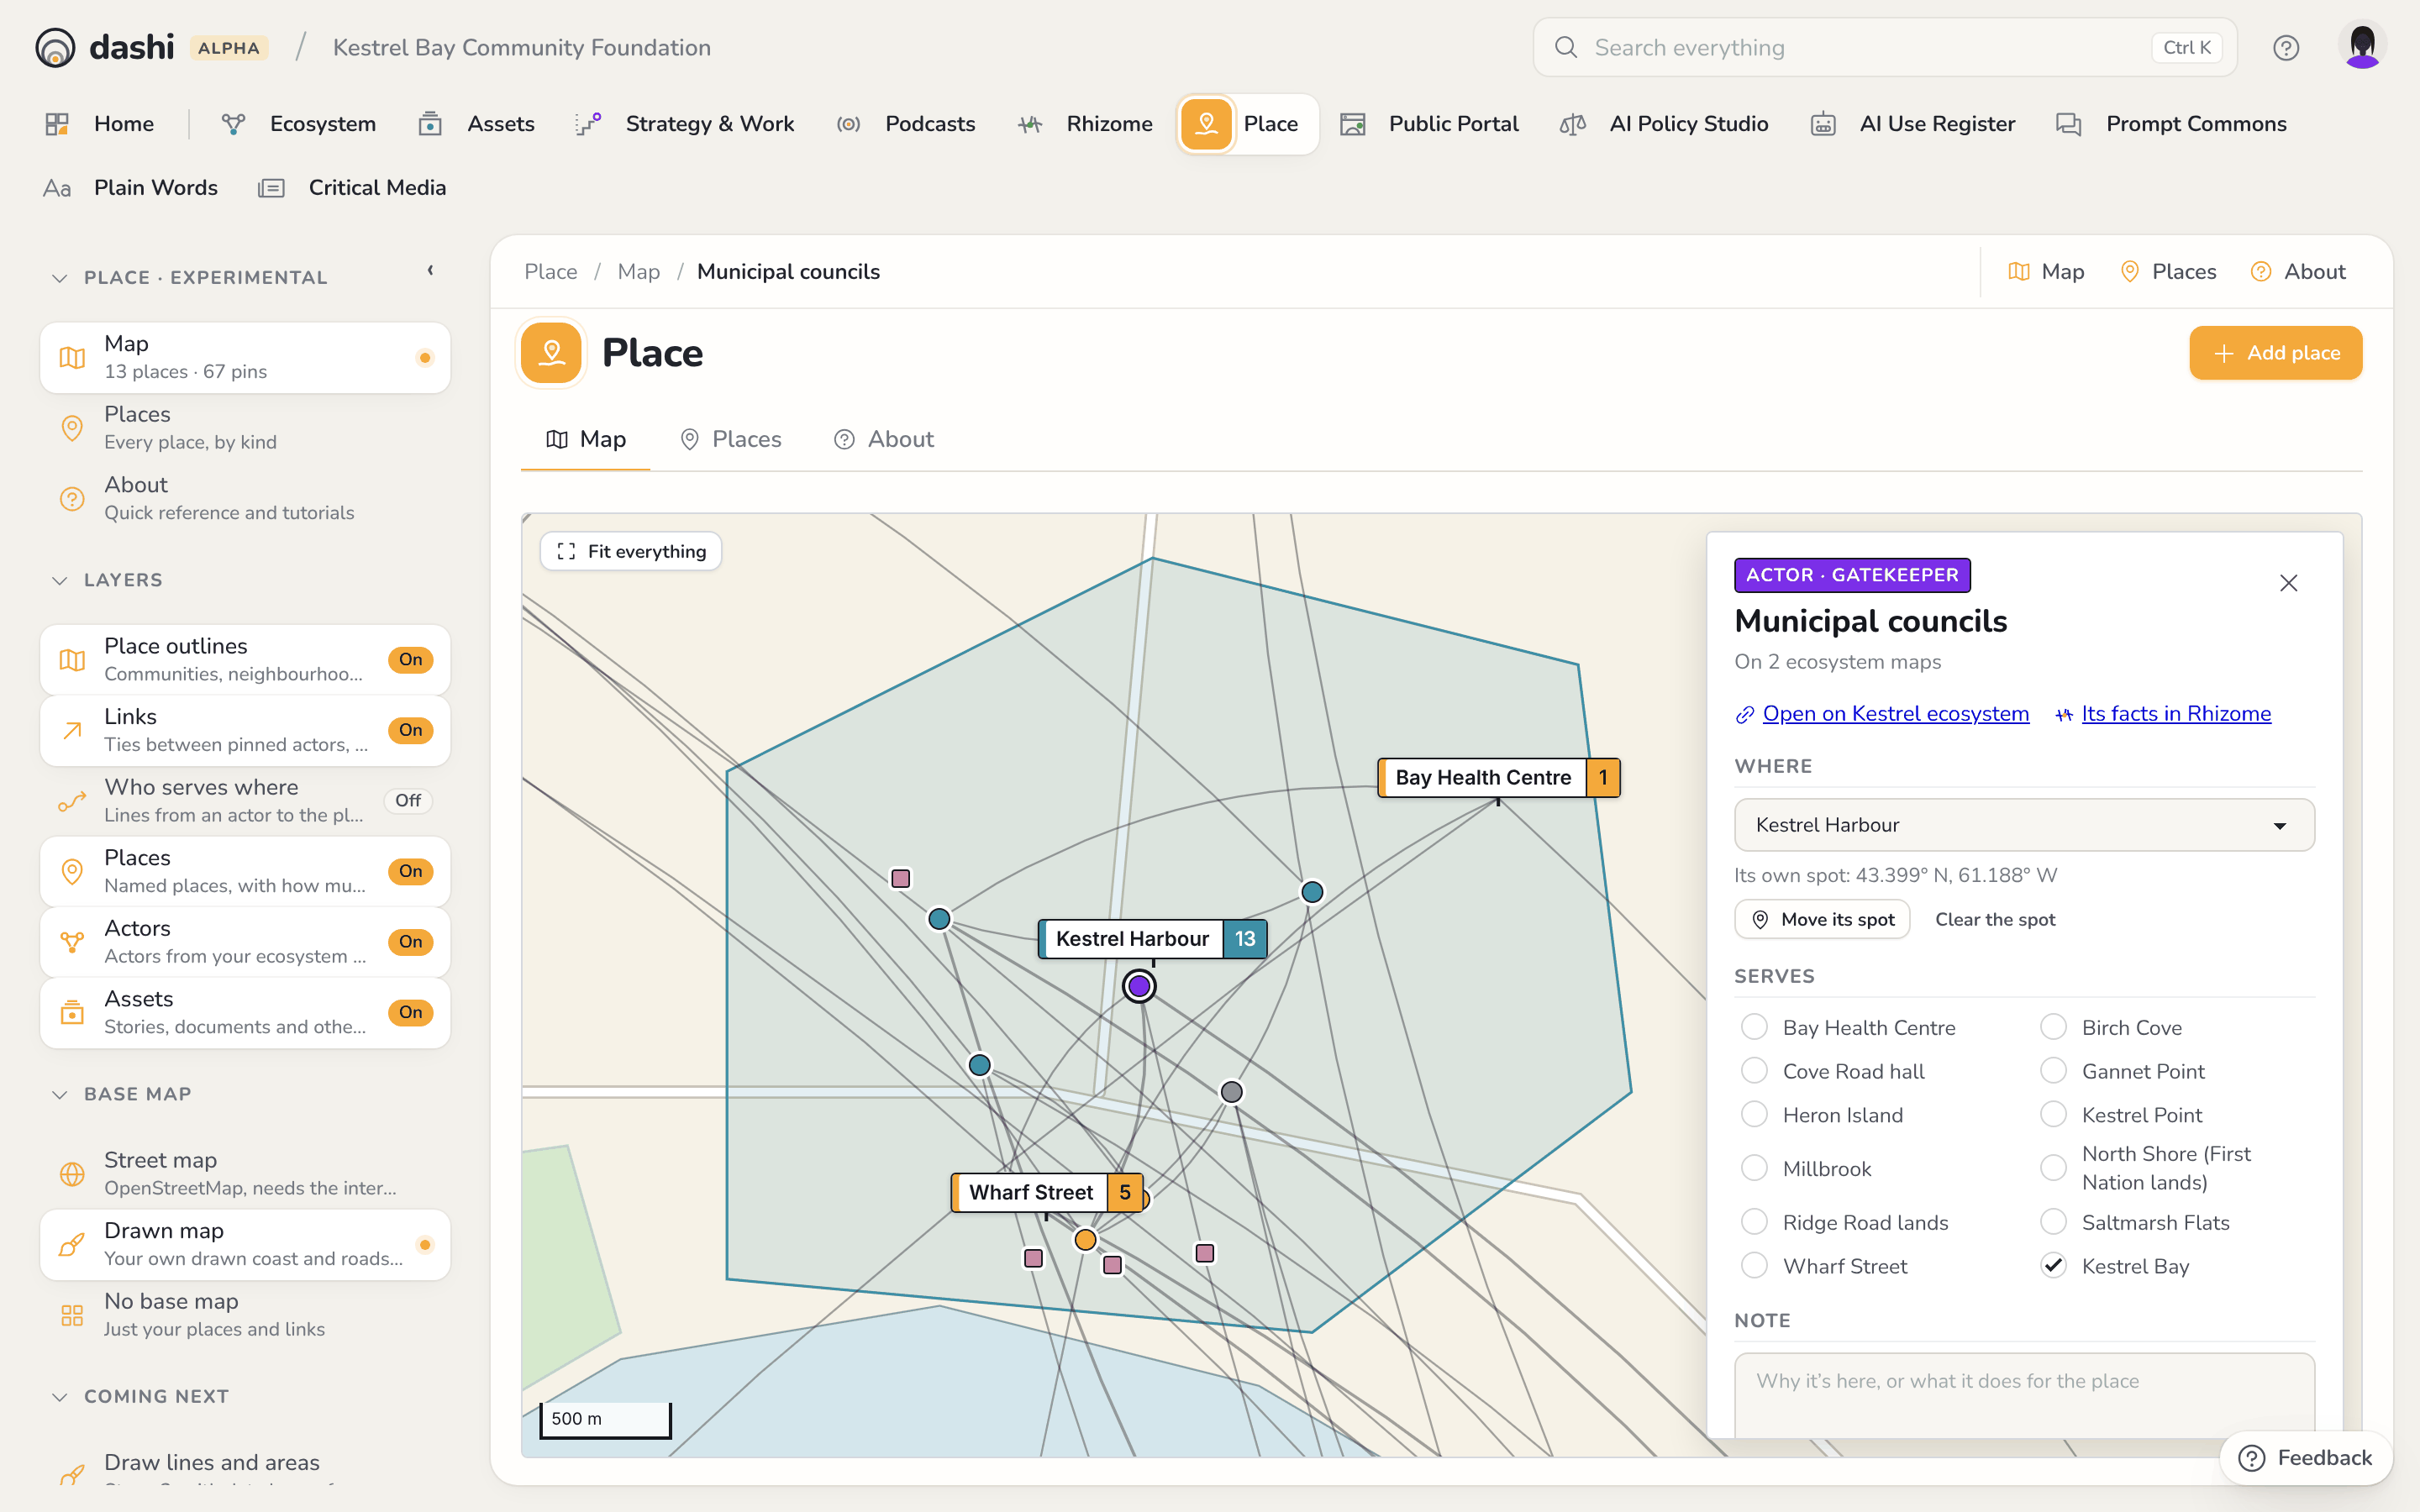 dashi ALPHA / Kestrel Bay Community Foundation
Search everything Ctrl K
Home Ecosystem Assets Strategy & Work Podcasts Rhizome Place Public Portal AI Policy Studio AI Use Register Prompt Commons
Aa Plain Words Critical Media
PLACE · EXPERIMENTAL
Map
13 places · 67 pins
Places
Every place, by kind
About
Quick reference and tutorials
LAYERS
Place outlines
Communities, neighbourhoo...
On
Links
Ties between pinned actors, ...
On
Who serves where
Lines from an actor to the pl...
Off
Places
Named places, with how mu...
On
Actors
Actors from your ecosystem ...
On
Assets
Stories, documents and othe...
On
BASE MAP
Street map
OpenStreetMap, needs the inter...
Drawn map
Your own drawn coast and roads...
No base map
Just your places and links
COMING NEXT
Draw lines and areas
Place / Map / Municipal councils
Map Places About
Place
Add place
Map Places About
Fit everything
Bay Health Centre 1
Kestrel Harbour 13
Wharf Street 5
500 m
ACTOR · GATEKEEPER
Municipal councils
On 2 ecosystem maps
Open on Kestrel ecosystem Its facts in Rhizome
WHERE
Kestrel Harbour
Its own spot: 43.399° N, 61.188° W
Move its spot Clear the spot
SERVES
Bay Health Centre Birch Cove
Cove Road hall Gannet Point
Heron Island Kestrel Point
Millbrook North Shore (First
Nation lands)
Ridge Road lands Saltmarsh Flats
Wharf Street Kestrel Bay
NOTE
Why it's here, or what it does for the place
Feedback